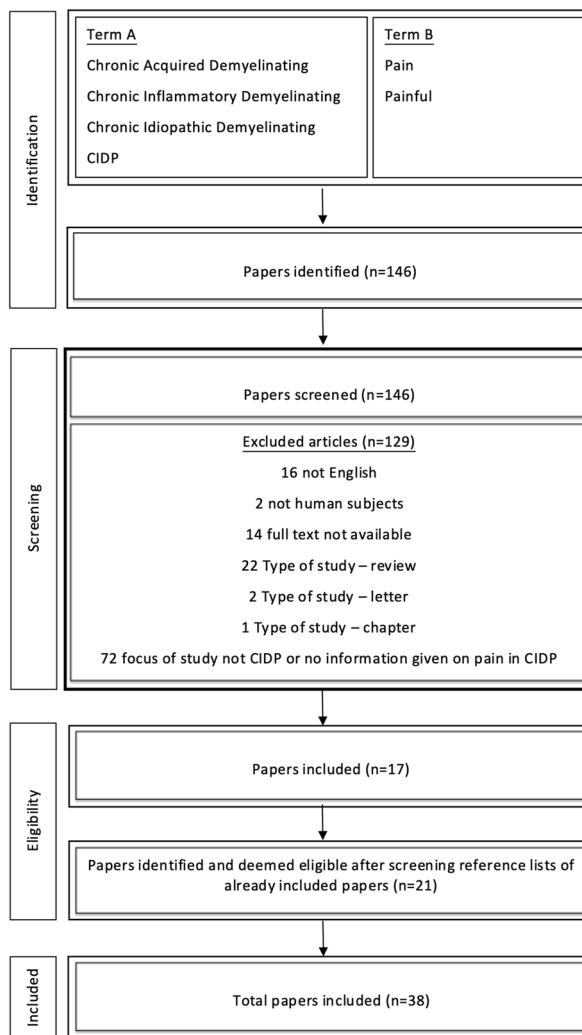 Identification
Term A
Chronic Acquired Demyelinating
Chronic Inflammatory Demyelinating
Chronic Idiopathic Demyelinating
CIDP
Term B
Pain
Painful
Papers identified (n=146)
Screening
Papers screened (n=146)
Excluded articles (n=129)
16 not English
2 not human subjects
14 full text not available
22 Type of study – review
2 Type of study – letter
1 Type of study – chapter
72 focus of study not CIDP or no information given on pain in CIDP
Eligibility
Papers included (n=17)
Papers identified and deemed eligible after screening reference lists of
already included papers (n=21)
Included
Total papers included (n=38)